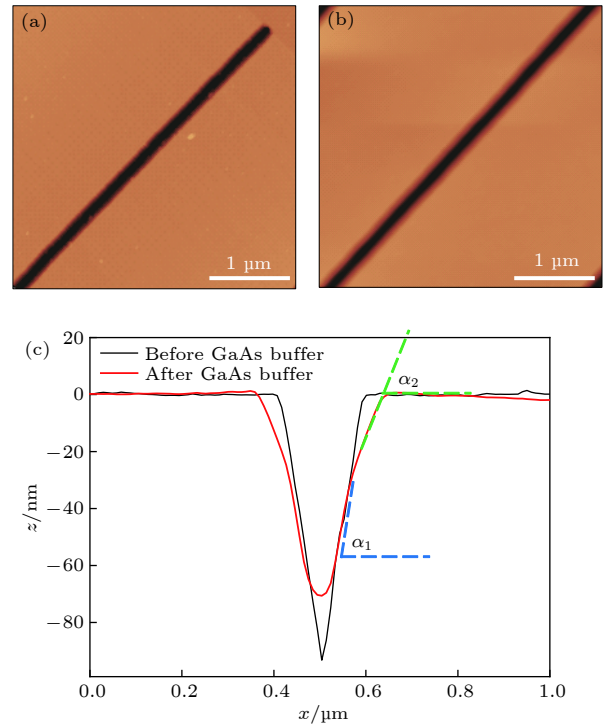 (a)
1 µm
(b)
1 µm
(c)
Before GaAs buffer
After GaAs buffer
20
0
−20
−40
−60
−80
z/nm
α₂
α₁
0.0 0.2 0.4 0.6 0.8 1.0
x/µm